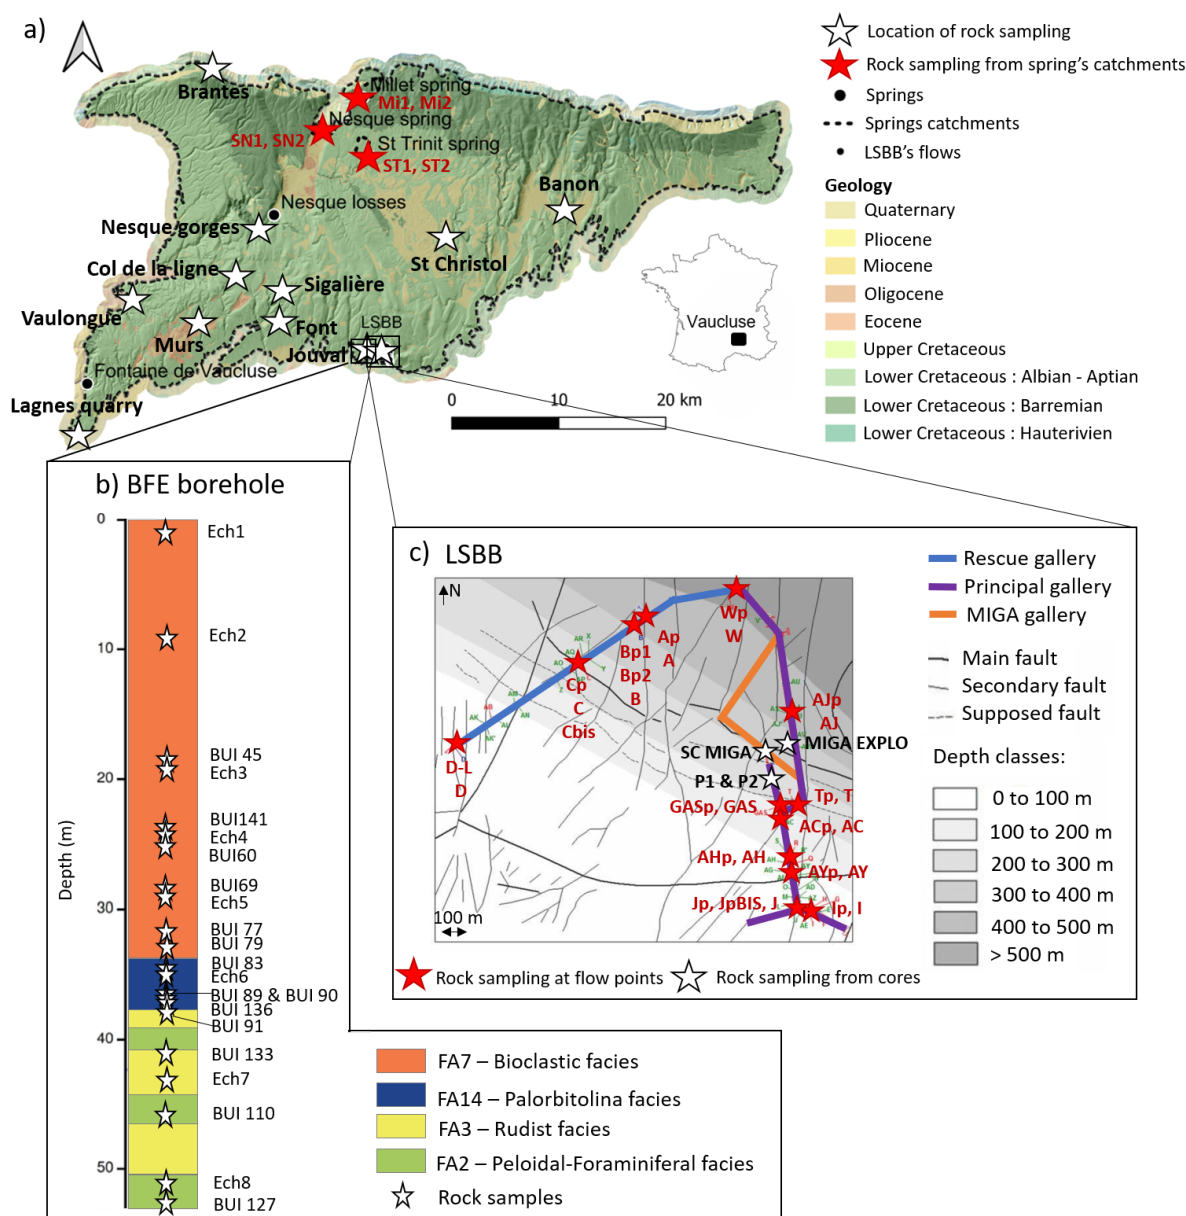 a)
Location of rock sampling
Rock sampling from spring's catchments
Springs
Springs catchments
LSBB's flows
Geology
Quaternary
Pliocene
Miocene
Oligocene
Eocene
Upper Cretaceous
Lower Cretaceous : Albian - Aptian
Lower Cretaceous : Barremian
Lower Cretaceous : Hauterivien
Brantes
Millet spring
Mi1, Mi2
Nesque spring
SN1, SN2
St Trinit spring
ST1, ST2
Banon
Nesque losses
Nesque gorges
St Christol
Col de la ligne
Sigalière
Vaulongue
Murs
Font
Jouval
LSBB
Fontaine de Vaucluse
Lagnes quarry
Vaucluse
0 10 20 km
b) BFE borehole
Depth (m)
0
10
20
30
40
50
Ech1
Ech2
BUI 45
Ech3
BUI141
Ech4
BUI60
BUI69
Ech5
BUI 77
BUI 79
BUI 83
Ech6
BUI 89 & BUI 90
BUI 136
BUI 91
BUI 133
Ech7
BUI 110
Ech8
BUI 127
FA7 – Bioclastic facies
FA14 – Palorbitolina facies
FA3 – Rudist facies
FA2 – Peloidal-Foraminiferal facies
Rock samples
c) LSBB
N
Wp
W
Ap
A
Bp1
Bp2
B
Cp
C
Cbis
D-L
D
AJp
AJ
MIGA EXPLO
SC MIGA
P1 & P2
Tp, T
GASp, GAS
ACp, AC
AHp, AH
AYp, AY
Jp, JpBIS, J
Ip, I
100 m
Rock sampling at flow points
Rock sampling from cores
Rescue gallery
Principal gallery
MIGA gallery
Main fault
Secondary fault
Supposed fault
Depth classes:
0 to 100 m
100 to 200 m
200 to 300 m
300 to 400 m
400 to 500 m
> 500 m